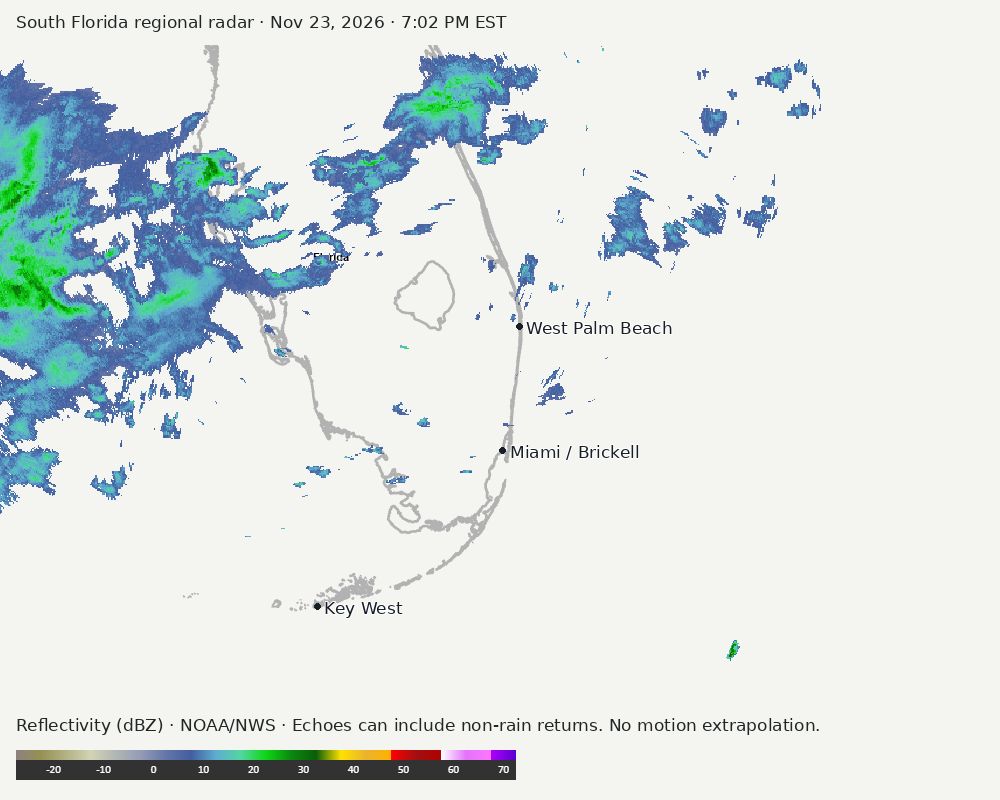 South Florida regional radar · Nov 23, 2026 · 7:02 PM EST
Florida
West Palm Beach
Miami / Brickell
Key West
Reflectivity (dBZ) · NOAA/NWS · Echoes can include non-rain returns. No motion extrapolation.
-20 -10 0 10 20 30 40 50 60 70